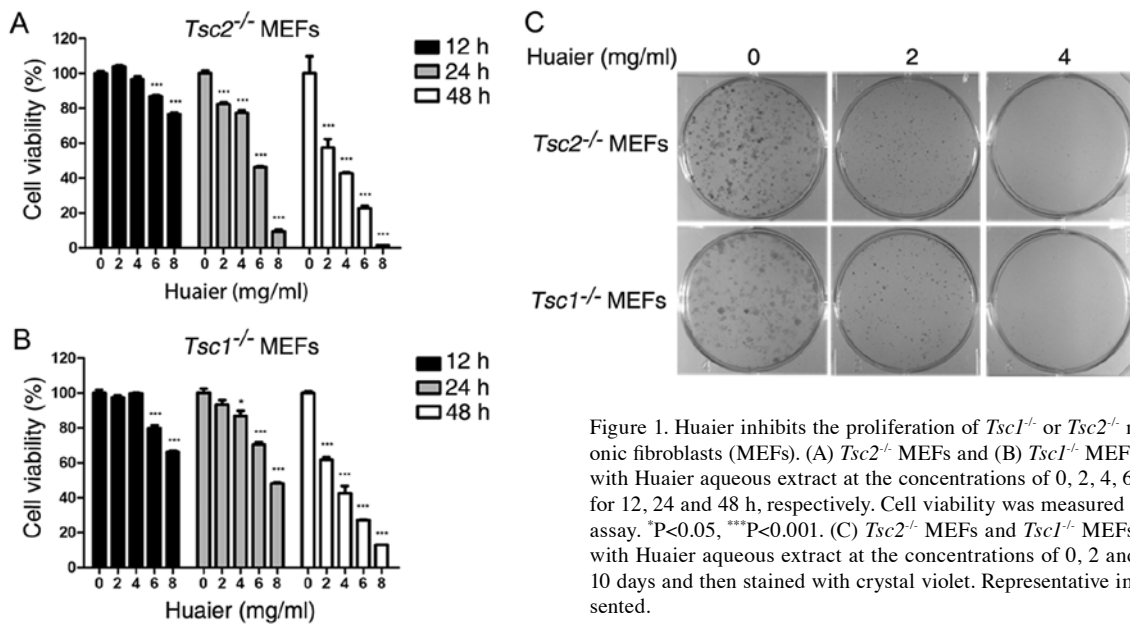 A
Tsc2-/- MEFs
120
100
80
60
40
20
0
Cell viability (%)
*** ***
*** *** *** ***
*** *** *** ***
12 h
24 h
48 h
0 2 4 6 8 0 2 4 6 8 0 2 4 6 8
Huaier (mg/ml)
B
Tsc1-/- MEFs
120
100
80
60
40
20
0
Cell viability (%)
*** ***
* *** ***
*** *** *** ***
12 h
24 h
48 h
0 2 4 6 8 0 2 4 6 8 0 2 4 6 8
Huaier (mg/ml)
C
Huaier (mg/ml) 0 2 4
Tsc2-/- MEFs
Tsc1-/- MEFs
Figure 1. Huaier inhibits the proliferation of Tsc1-/- or Tsc2-/-
onic fibroblasts (MEFs). (A) Tsc2-/- MEFs and (B) Tsc1-/- MEF
with Huaier aqueous extract at the concentrations of 0, 2, 4, 6
for 12, 24 and 48 h, respectively. Cell viability was measured
assay. *P<0.05, ***P<0.001. (C) Tsc2-/- MEFs and Tsc1-/- MEFs
with Huaier aqueous extract at the concentrations of 0, 2 and
10 days and then stained with crystal violet. Representative in
sented.